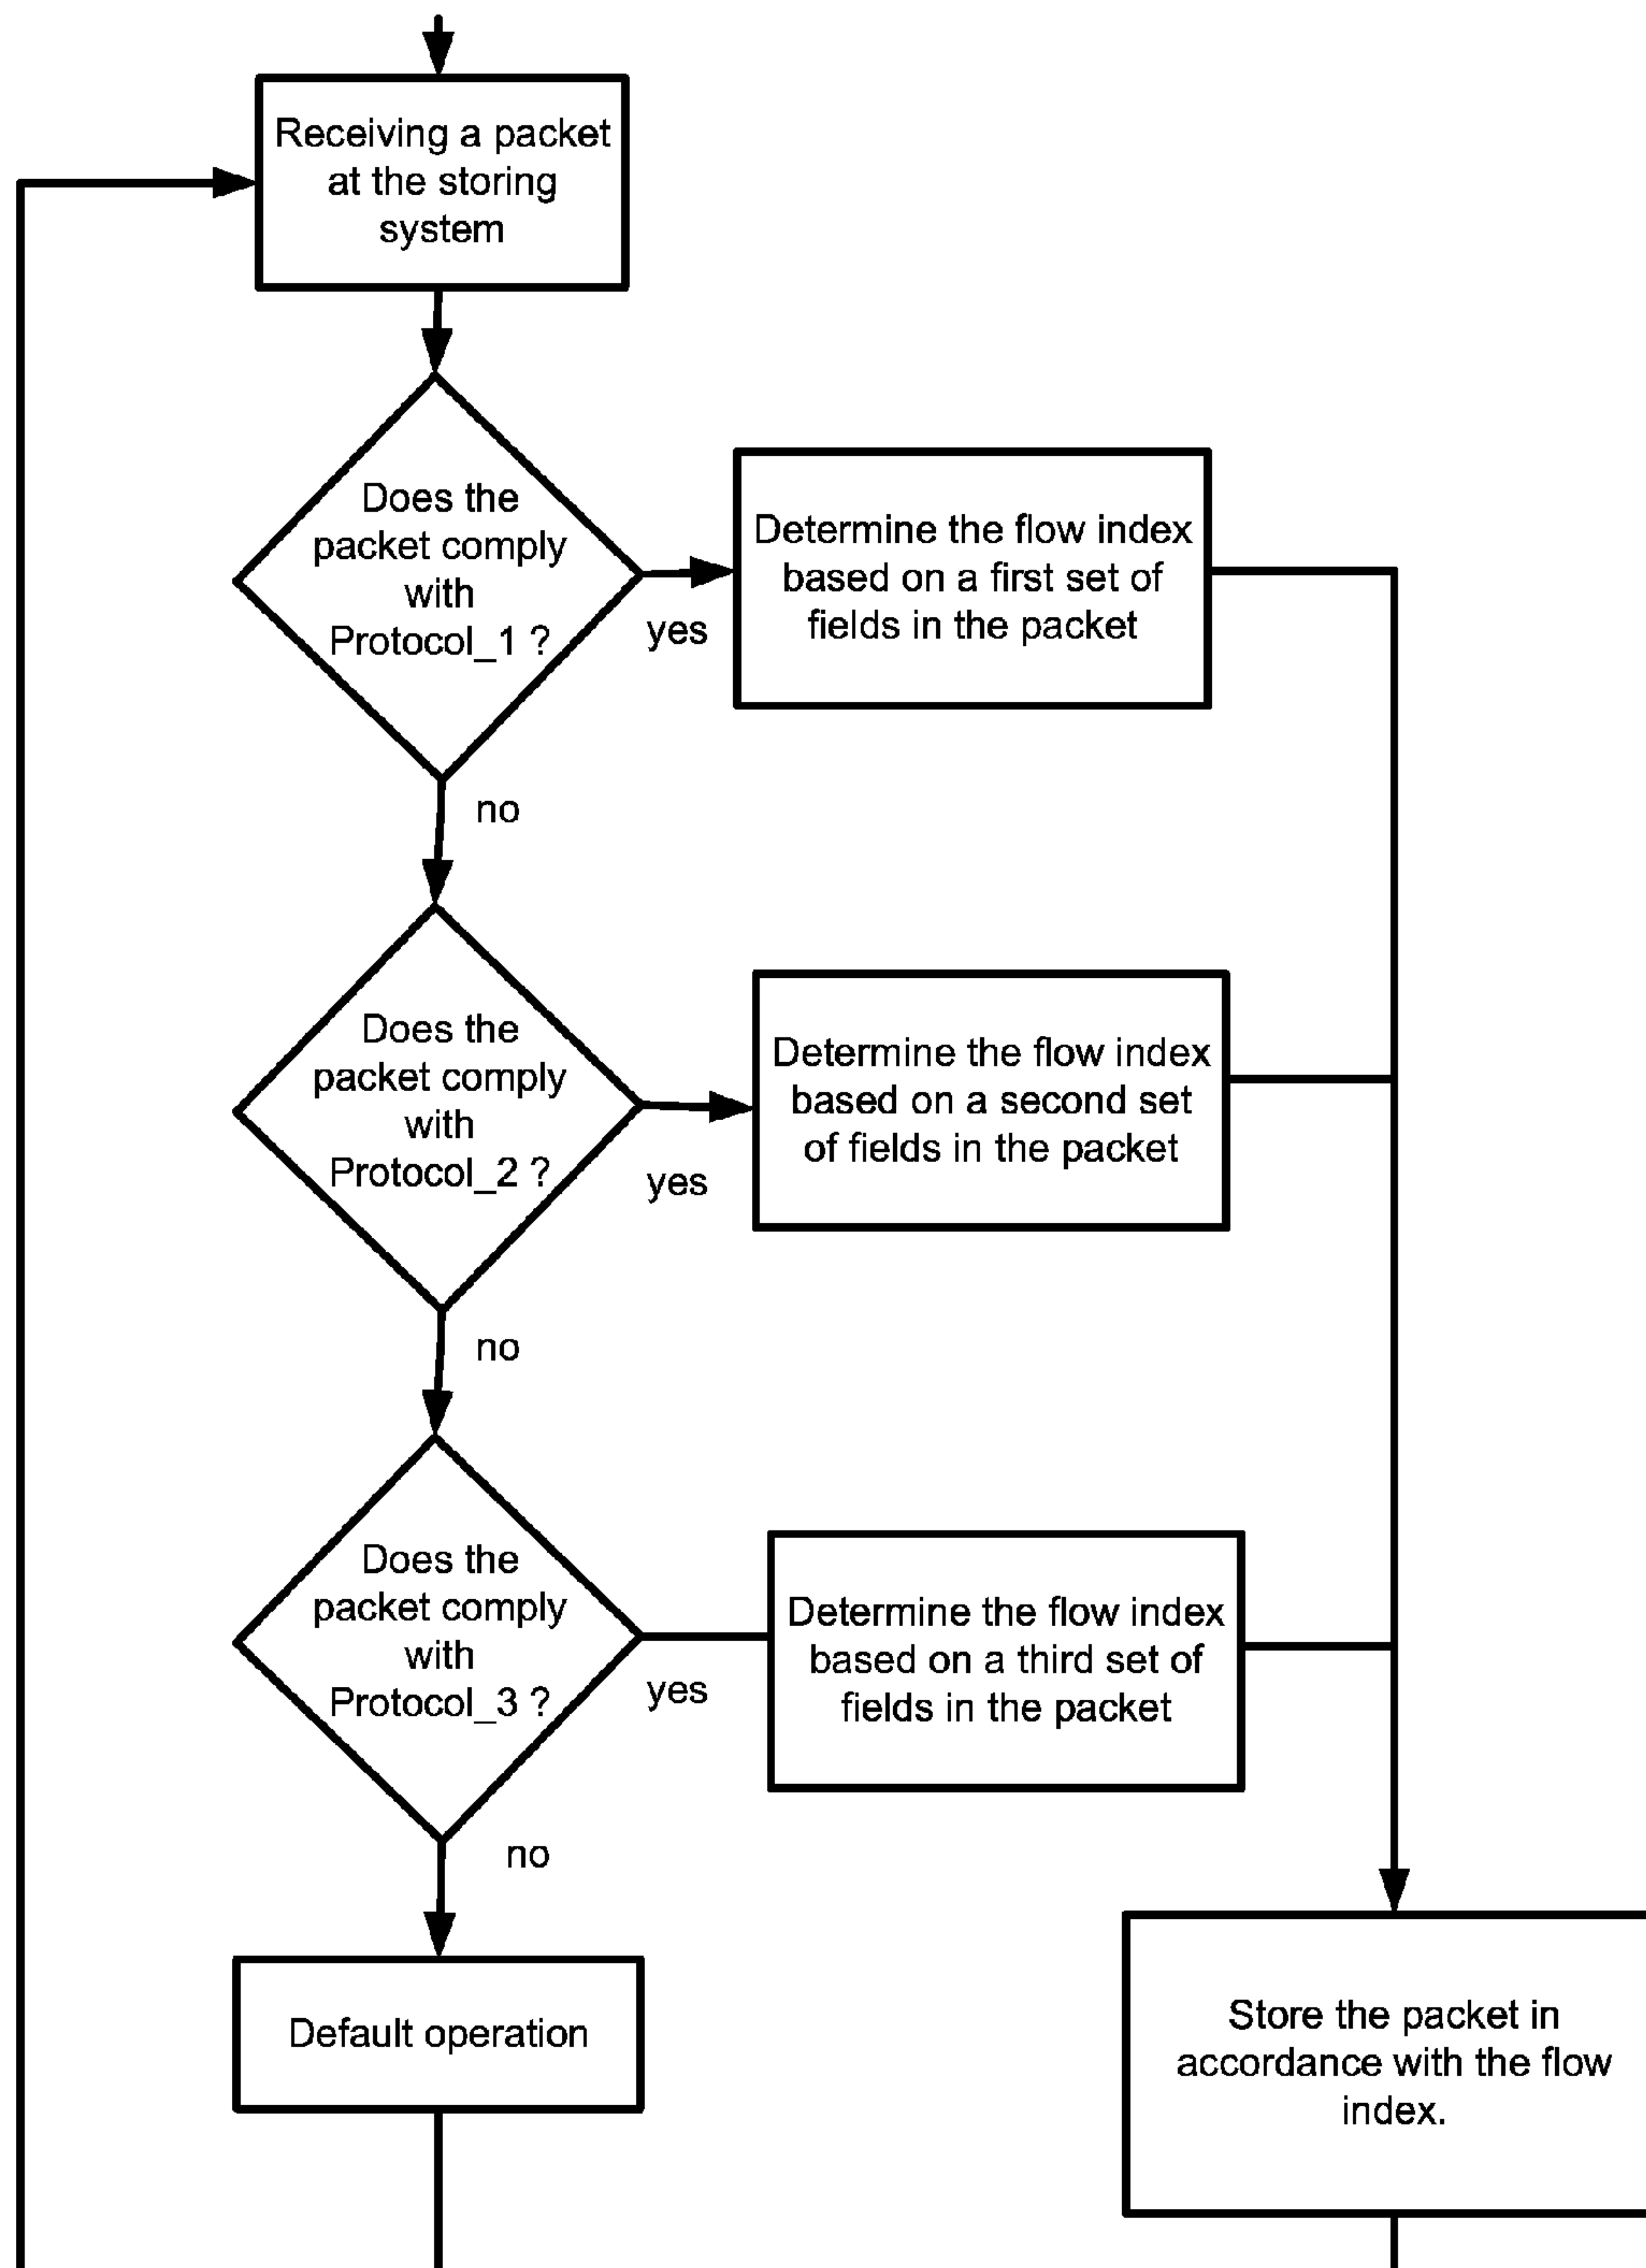 Receiving a packet
at the storing
system
Does the
packet comply
with
Protocol_1 ?
yes
Determine the flow index
based on a first set of
fields in the packet
no
Does the
packet comply
with
Protocol_2 ?
yes
Determine the flow index
based on a second set
of fields in the packet
no
Does the
packet comply
with
Protocol_3 ?
yes
Determine the flow index
based on a third set of
fields in the packet
no
Default operation
Store the packet in
accordance with the flow
index.